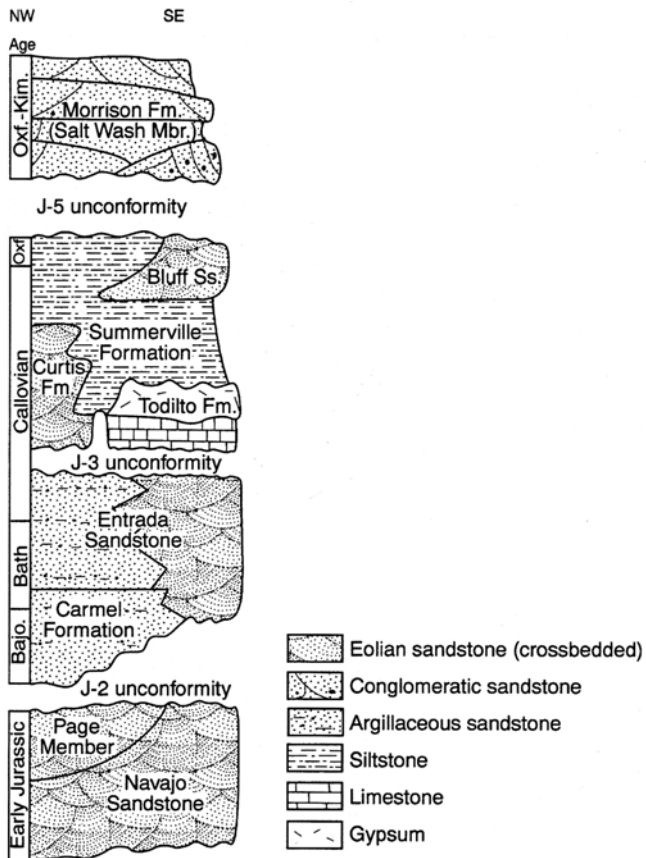 NW SE
Age
Oxf.-Kim.
Morrison Fm.
(Salt Wash Mbr.)
J-5 unconformity
Oxf
Bluff Ss.
Callovian
Summerville
Formation
Curtis
Fm.
Todilto Fm.
J-3 unconformity
Entrada
Sandstone
Bath
Carmel
Formation
Bajo.
J-2 unconformity
Page
Member
Navajo
Sandstone
Early Jurassic
Eolian sandstone (crossbedded)
Conglomeratic sandstone
Argillaceous sandstone
Siltstone
Limestone
Gypsum